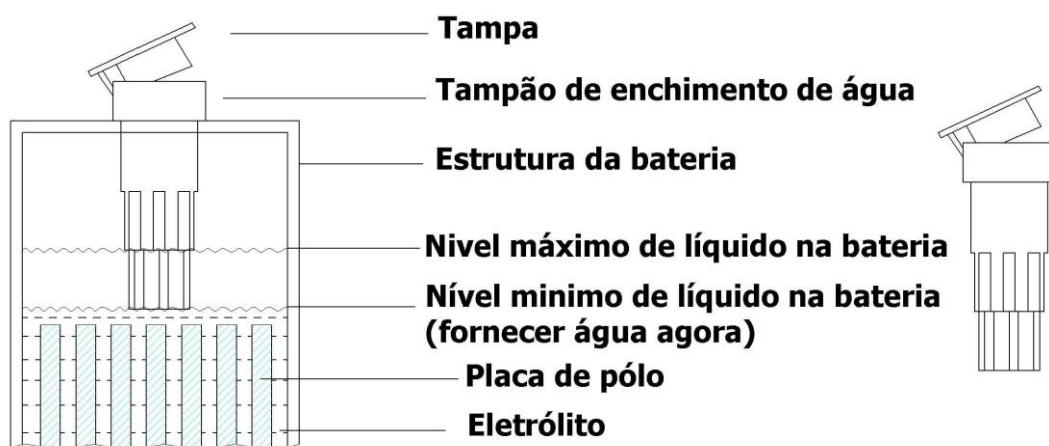 Tampa
Tampão de enchimento de água
Estrutura da bateria
Nivel máximo de líquido na bateria
Nível minimo de líquido na bateria
(fornecer água agora)
Placa de pólo
Eletrólito